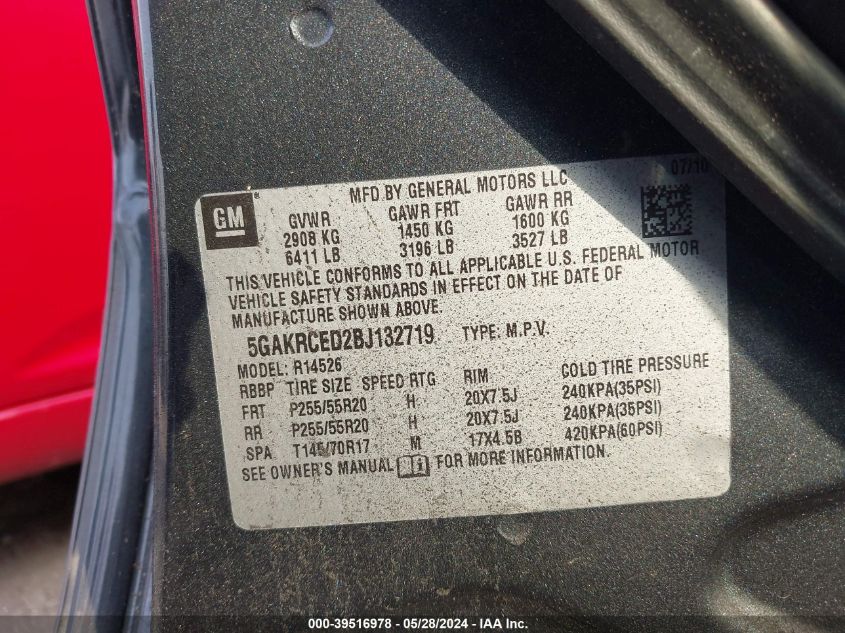 07/10
MFD BY GENERAL MOTORS LLC
GM
GVWR GAWR FRT GAWR RR
2908 KG 1450 KG 1600 KG
6411 LB 3196 LB 3527 LB
THIS VEHICLE CONFORMS TO ALL APPLICABLE U.S. FEDERAL MOTOR
VEHICLE SAFETY STANDARDS IN EFFECT ON THE DATE OF
MANUFACTURE SHOWN ABOVE.
5GAKRCED2BJ132719 TYPE: M.P.V.
MODEL: R14526
RBBP TIRE SIZE SPEED RTG RIM COLD TIRE PRESSURE
FRT P255/55R20 H 20X7.5J 240KPA(35PSI)
RR P255/55R20 H 20X7.5J 240KPA(35PSI)
SPA T145/70R17 M 17X4.5B 420KPA(60PSI)
SEE OWNER'S MANUAL FOR MORE INFORMATION.
000-39516978 - 05/28/2024 - IAA Inc.